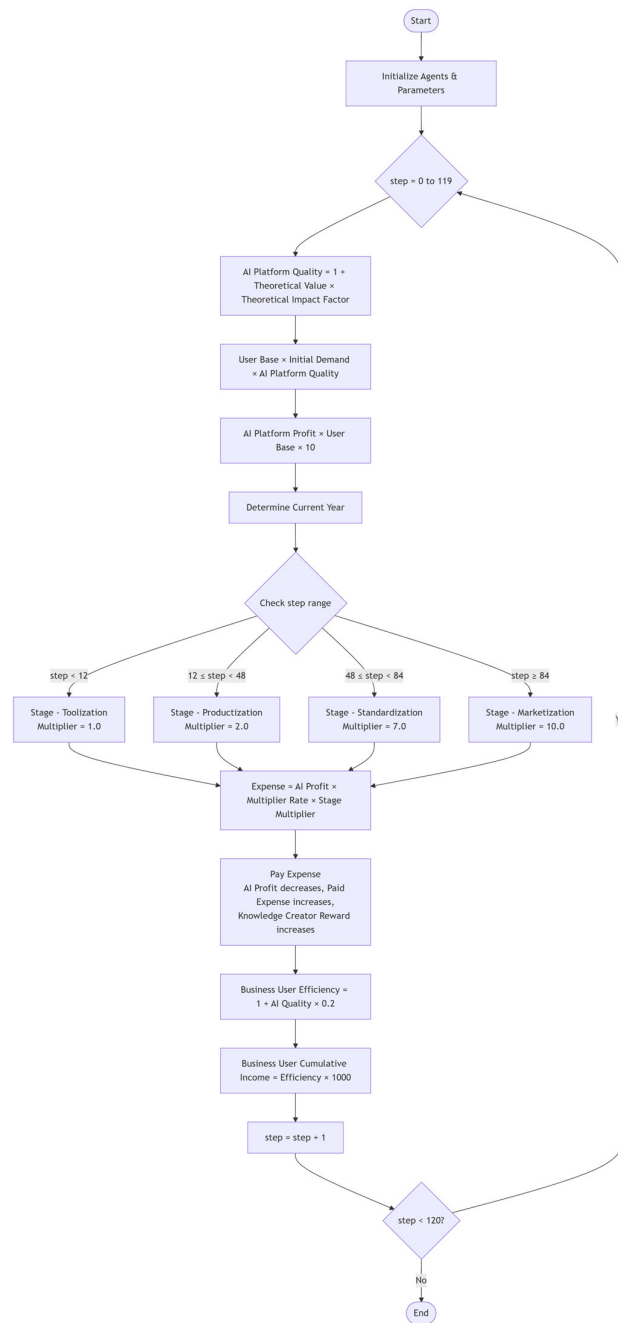 Start
Initialize Agents &
Parameters
step = 0 to 119
AI Platform Quality = 1 +
Theoretical Value ×
Theoretical Impact Factor
User Base × Initial Demand
× AI Platform Quality
AI Platform Profit × User
Base × 10
Determine Current Year
Check step range
step < 12
12 ≤ step < 48
48 ≤ step < 84
step ≥ 84
Stage - Toolization
Multiplier = 1.0
Stage - Productization
Multiplier = 2.0
Stage - Standardization
Multiplier = 7.0
Stage - Marketization
Multiplier = 10.0
Expense = AI Profit ×
Multiplier Rate × Stage
Multiplier
Pay Expense
AI Profit decreases, Paid
Expense increases,
Knowledge Creator Reward
increases
Business User Efficiency =
1 + AI Quality × 0.2
Business User Cumulative
Income = Efficiency × 1000
step = step + 1
step < 120?
No
End